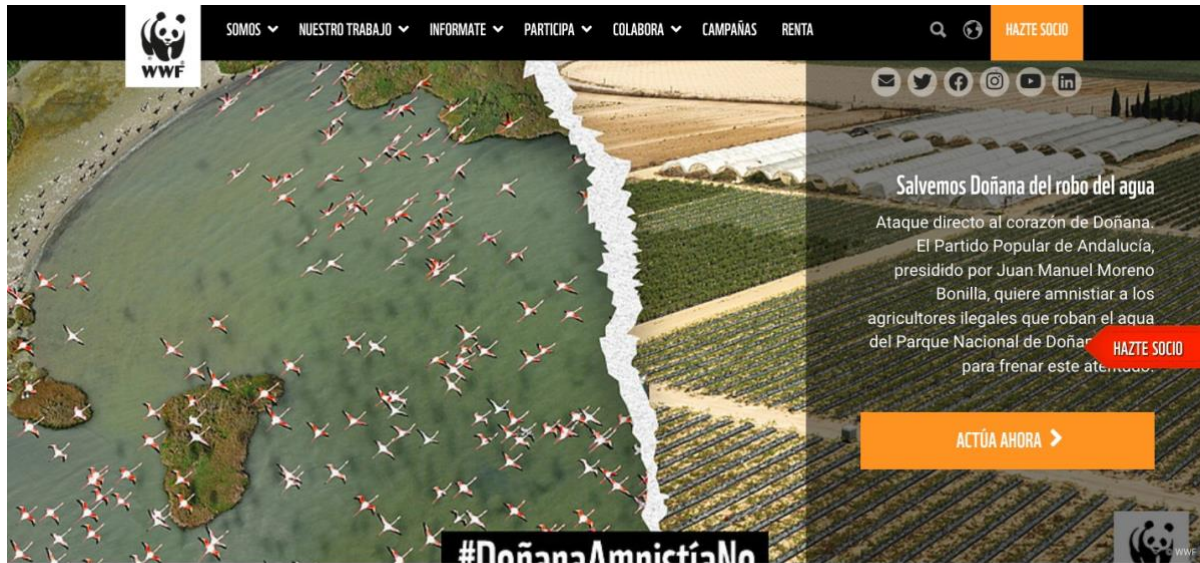 SOMOS NUESTRO TRABAJO INFORMATE PARTICIPA COLABORA CAMPAÑAS RENTA HAZTE SOCIO
WWF
Salvemos Doñana del robo del agua
Ataque directo al corazón de Doñana.
El Partido Popular de Andalucía,
presidido por Juan Manuel Moreno
Bonilla, quiere amnistiar a los
agricultores ilegales que roban el agua
del Parque Nacional de
HAZTE SOCIO
para frenar este
ACTÚA AHORA
#DoñanaAmnistíaNo
© WWF